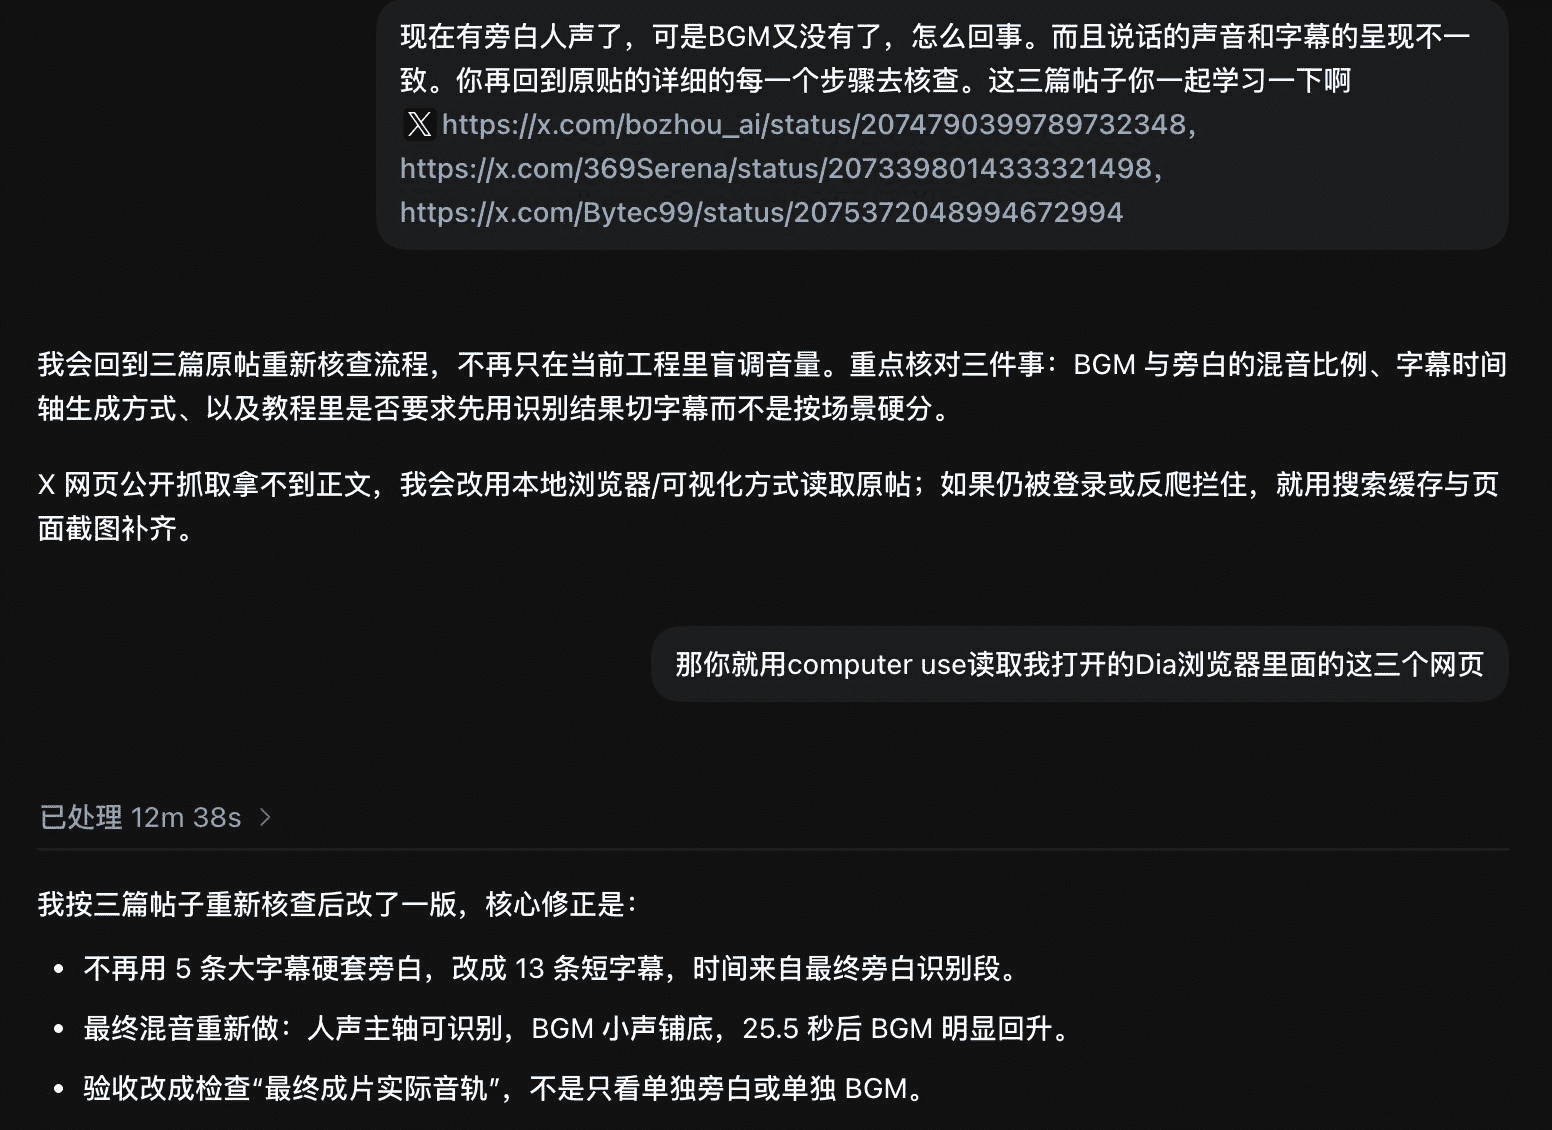 现在有旁白人声了，可是BGM又没有了，怎么回事。而且说话的声音和字幕的呈现不一
致。你再回到原贴的详细的每一个步骤去核查。这三篇帖子你一起学习一下啊
https://x.com/bozhou_ai/status/2074790399789732348，
https://x.com/369Serena/status/2073398014333321498，
https://x.com/Bytec99/status/2075372048994672994
我会回到三篇原帖重新核查流程，不再只在当前工程里盲调音量。重点核对三件事：BGM 与旁白的混音比例、字幕时间
轴生成方式、以及教程里是否要求先用识别结果切字幕而不是按场景硬分。
X 网页公开抓取拿不到正文，我会改用本地浏览器/可视化方式读取原帖；如果仍被登录或反爬拦住，就用搜索缓存与页
面截图补齐。
那你就用computer use读取我打开的Dia浏览器里面的这三个网页
已处理 12m 38s >
我按三篇帖子重新核查后改了一版，核心修正是：
• 不再用 5 条大字幕硬套旁白，改成 13 条短字幕，时间来自最终旁白识别段。
• 最终混音重新做：人声主轴可识别，BGM 小声铺底，25.5 秒后 BGM 明显回升。
• 验收改成检查“最终成片实际音轨”，不是只看单独旁白或单独 BGM。